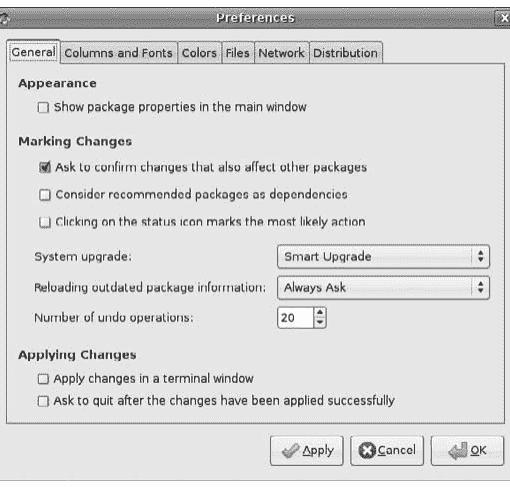 Preferences
General Columns and Fonts Colors Files Network Distribution
Appearance
Show package properties in the main window
Marking Changes
Ask to confirm changes that also affect other packages
Consider recommended packages as dependencies
Clicking on the status icon marks the most likely action
System upgrade: Smart Upgrade
Reloading outdated package information: Always Ask
Number of undo operations: 20
Applying Changes
Apply changes in a terminal window
Ask to quit after the changes have been applied successfully
Apply Cancel OK